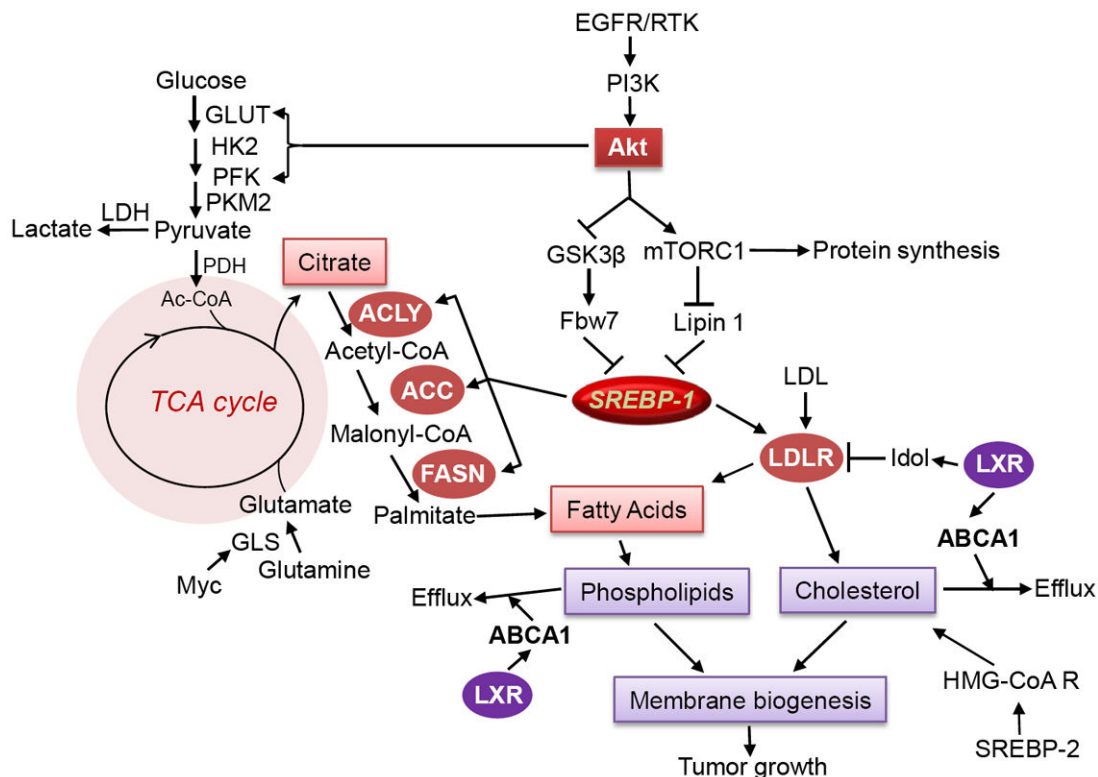 EGFR/RTK
PI3K
Akt
Glucose
GLUT
HK2
PFK
PKM2
LDH
Lactate
Pyruvate
PDH
Ac-CoA
TCA cycle
Glutamate
GLS
Myc
Glutamine
Citrate
ACLY
Acetyl-CoA
ACC
Malonyl-CoA
FASN
Palmitate
GSK3β
mTORC1
Protein synthesis
Fbw7
Lipin 1
SREBP-1
LDL
LDLR
Idol
LXR
ABCA1
Fatty Acids
Efflux
Phospholipids
Cholesterol
Efflux
ABCA1
LXR
Membrane biogenesis
HMG-CoA R
SREBP-2
Tumor growth